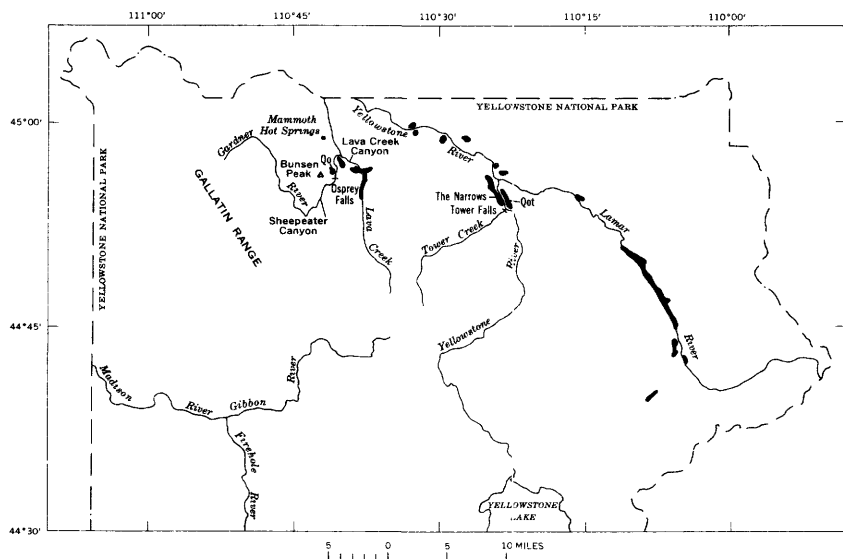 111°00'
110°45'
110°30'
110°15'
110°00'
YELLOWSTONE NATIONAL PARK
45°00'
Mammoth
Hot Springs
Yellowstone
River
Gardner
River
Lava Creek
Canyon
Qo
Bunsen
Peak
Osprey
Falls
Sheepeater
Canyon
GALLATIN RANGE
YELLOWSTONE NATIONAL PARK
Lava
Creek
The Narrows
Tower Falls
Qot
Tower Creek
River
Yellowstone
Lamar
River
44°45'
Madison
River
Gibbon
River
Firehole
River
YELLOWSTONE
LAKE
44°30'
5 0 5 10 MILES